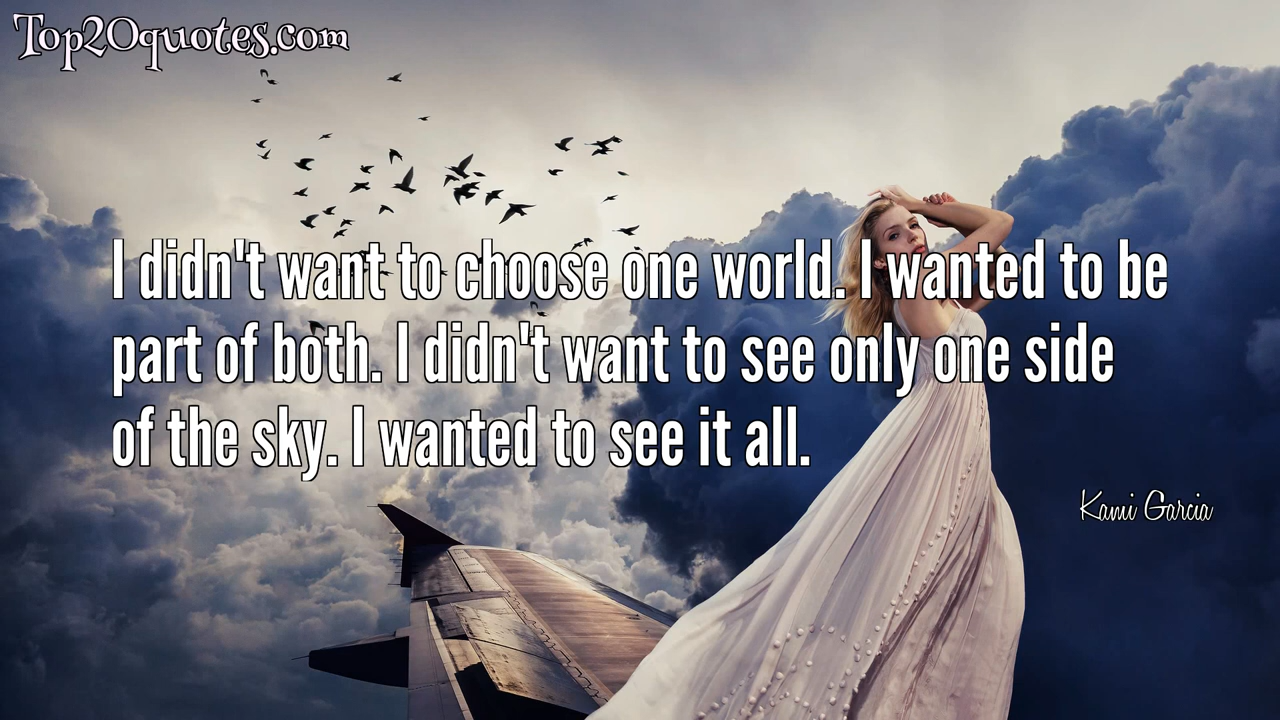 Top20quotes.com
I didn't want to choose one world. I wanted to be
part of both. I didn't want to see only one side
of the sky. I wanted to see it all.
Kami Garcia